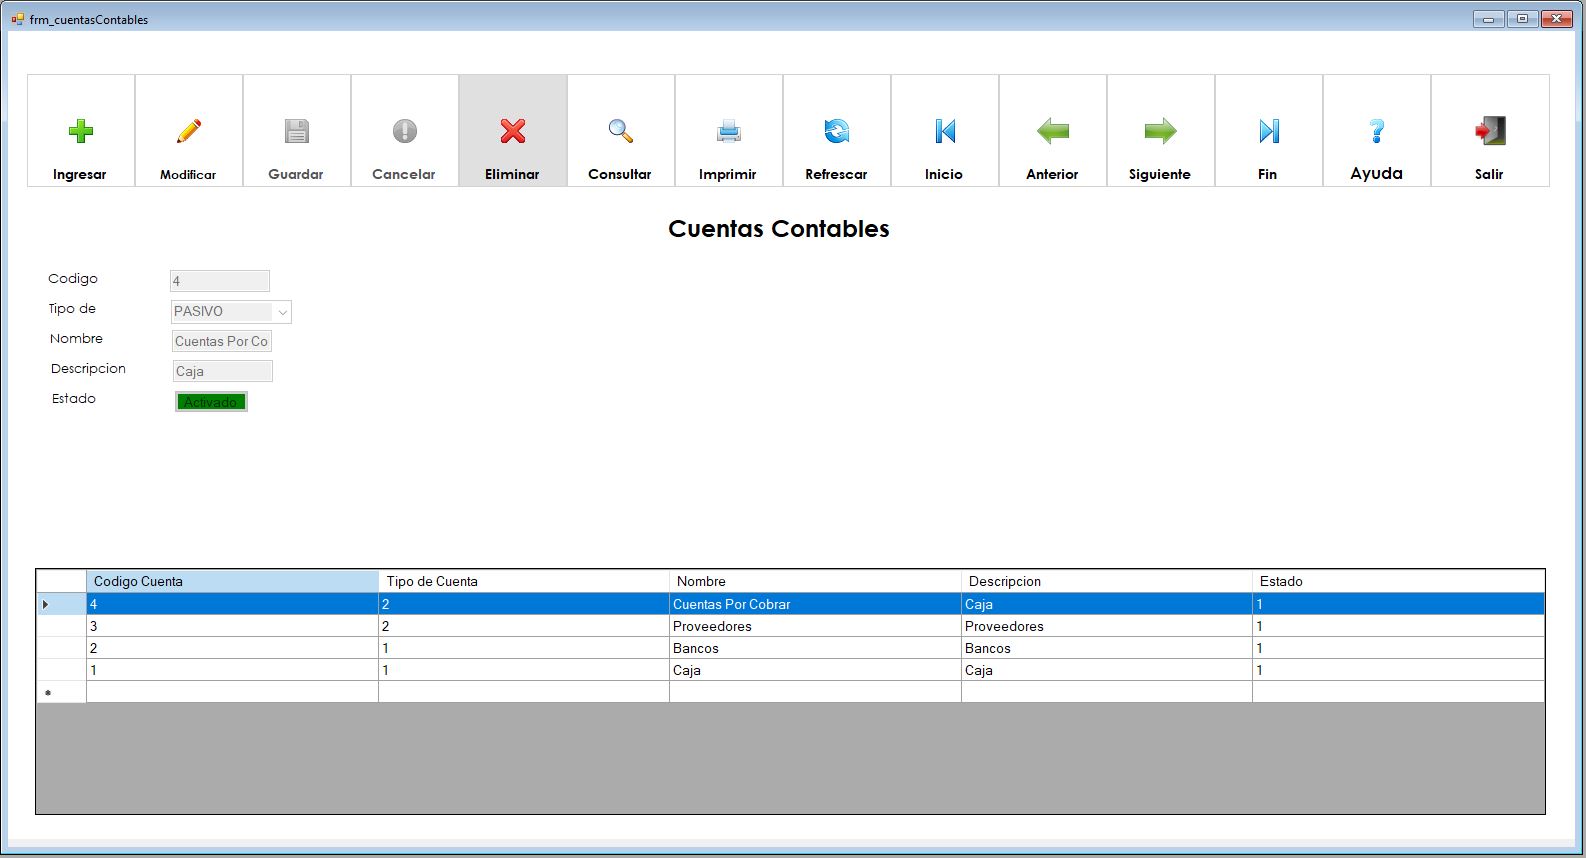 frm_cuentasContables
Ingresar Modificar Guardar Cancelar Eliminar Consultar Imprimir Refrescar Inicio Anterior Siguiente Fin Ayuda Salir
Cuentas Contables
Codigo 4
Tipo de PASIVO
Nombre Cuentas Por Co
Descripcion Caja
Estado Activado
Codigo Cuenta Tipo de Cuenta Nombre Descripcion Estado
4 2 Cuentas Por Cobrar Caja 1
3 2 Proveedores Proveedores 1
2 1 Bancos Bancos 1
1 1 Caja Caja 1